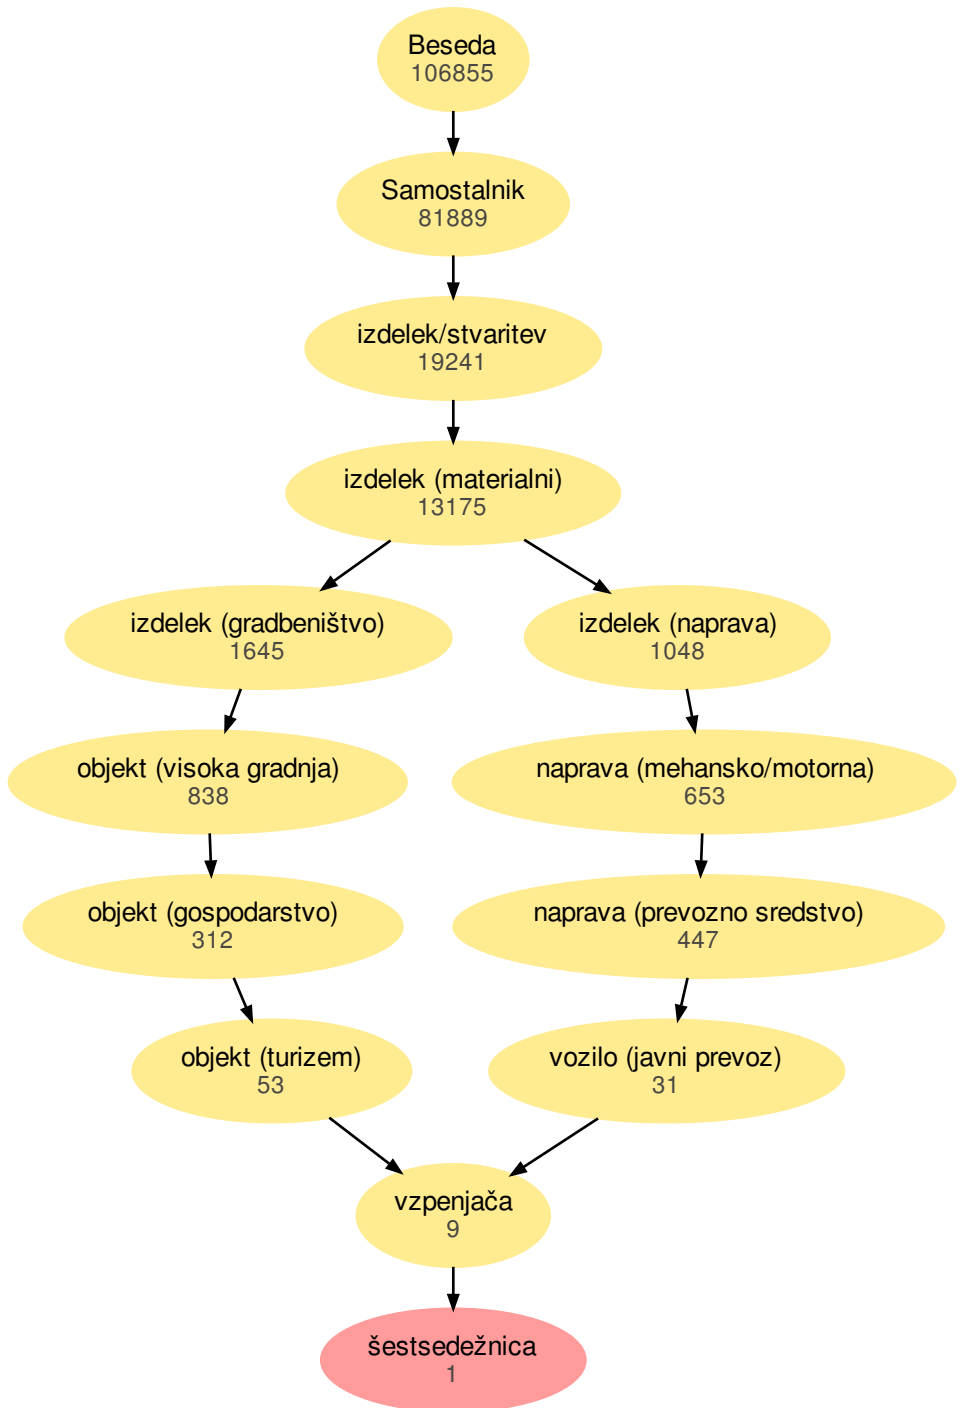 Beseda
106855
Samostalnik
81889
izdelek/stvaritev
19241
izdelek (materialni)
13175
izdelek (gradbeništvo)
1645
izdelek (naprava)
1048
objekt (visoka gradnja)
838
naprava (mehansko/motorna)
653
objekt (gospodarstvo)
312
naprava (prevozno sredstvo)
447
objekt (turizem)
53
vozilo (javni prevoz)
31
vzpenjača
9
šestsedežnica
1